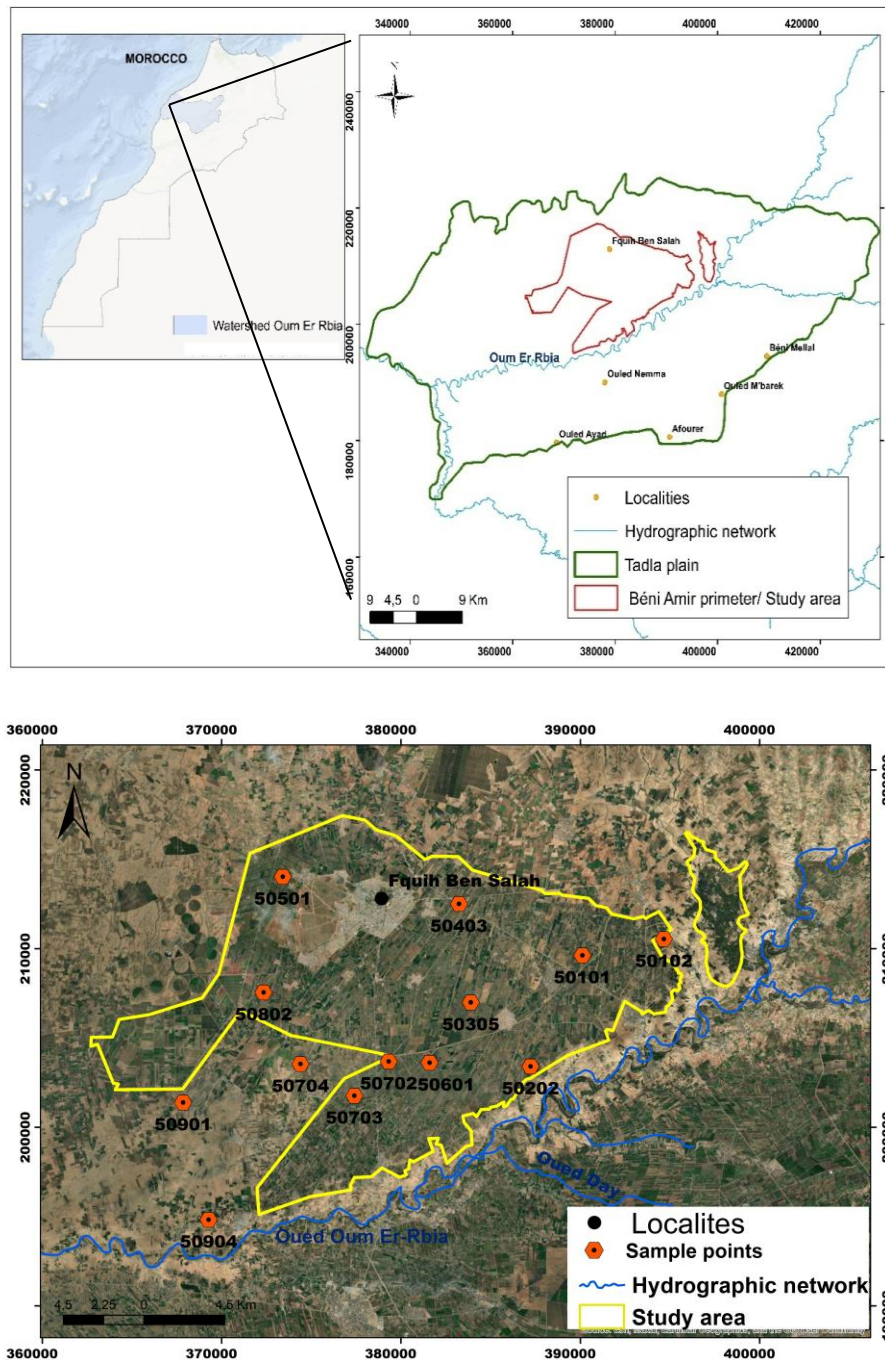 MOROCCO
Watershed Oum Er Rbia
340000
360000
380000
400000
420000
N
240000
220000
200000
180000
160000
Fquih Ben Salah
Oum Er Rbia
Béni Mellal
Ouled Nemma
Ouled M'barek
Ouled Ayad
Afourer
Localities
Hydrographic network
Tadla plain
Béni Amir primeter/ Study area
9 4,5 0 9 Km
340000
360000
380000
400000
420000
360000
370000
380000
390000
400000
N
220000
210000
200000
Fquih Ben Salah
50501
50403
50102
50101
50802
50305
50704
50702
50601
50202
50703
50901
50904
Oued Day
Oued Oum Er-Rbia
Localites
Sample points
Hydrographic network
Study area
4,5 2,25 0 4,5 Km
360000
370000
380000
390000
400000